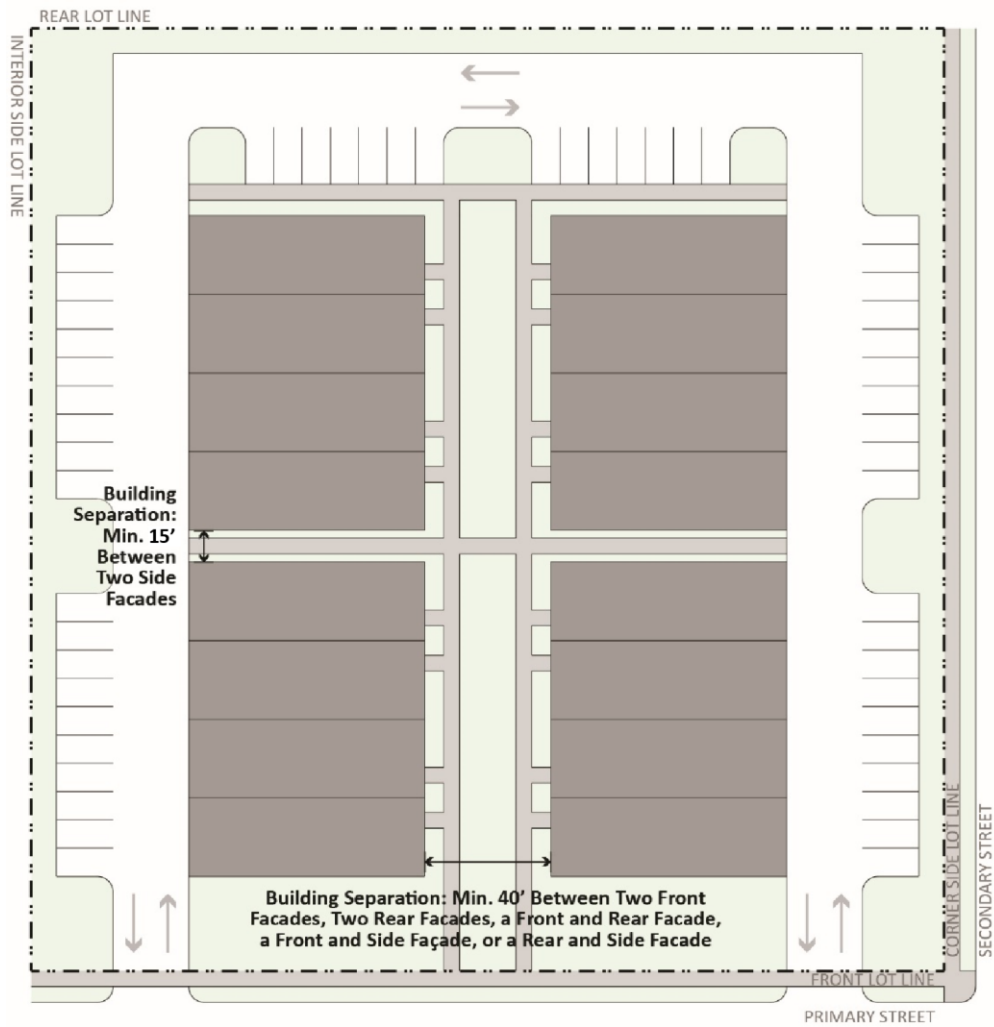 REAR LOT LINE
INTERIOR SIDE LOT LINE
Building
Separation:
Min. 15'
Between
Two Side
Facades
Building Separation: Min. 40' Between Two Front
Facades, Two Rear Facades, a Front and Rear Facade,
a Front and Side Façade, or a Rear and Side Facade
CORNER SIDE LOT LINE
SECONDARY STREET
FRONT LOT LINE
PRIMARY STREET